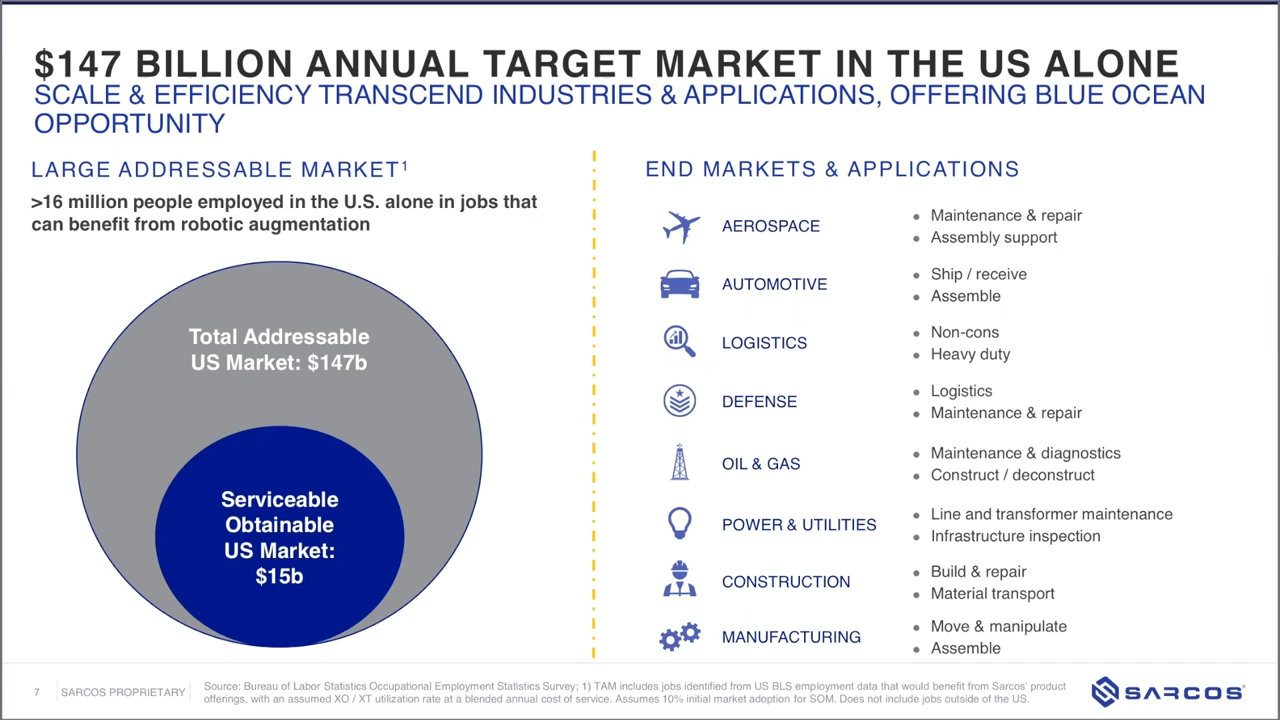 $147 BILLION ANNUAL TARGET MARKET IN THE US ALONE
SCALE & EFFICIENCY TRANSCEND INDUSTRIES & APPLICATIONS, OFFERING BLUE OCEAN
OPPORTUNITY
LARGE ADDRESSABLE MARKET¹
>16 million people employed in the U.S. alone in jobs that
can benefit from robotic augmentation
Total Addressable
US Market: $147b
Serviceable
Obtainable
US Market:
$15b
END MARKETS & APPLICATIONS
AEROSPACE
• Maintenance & repair
• Assembly support
AUTOMOTIVE
• Ship / receive
• Assemble
LOGISTICS
• Non-cons
• Heavy duty
DEFENSE
• Logistics
• Maintenance & repair
OIL & GAS
• Maintenance & diagnostics
• Construct / deconstruct
POWER & UTILITIES
• Line and transformer maintenance
• Infrastructure inspection
CONSTRUCTION
• Build & repair
• Material transport
MANUFACTURING
• Move & manipulate
• Assemble
7
SARCOS PROPRIETARY
Source: Bureau of Labor Statistics Occupational Employment Statistics Survey; 1) TAM includes jobs identified from US BLS employment data that would benefit from Sarcos' product
offerings, with an assumed XO / XT utilization rate at a blended annual cost of service. Assumes 10% initial market adoption for SOM. Does not include jobs outside of the US.
SARCOS